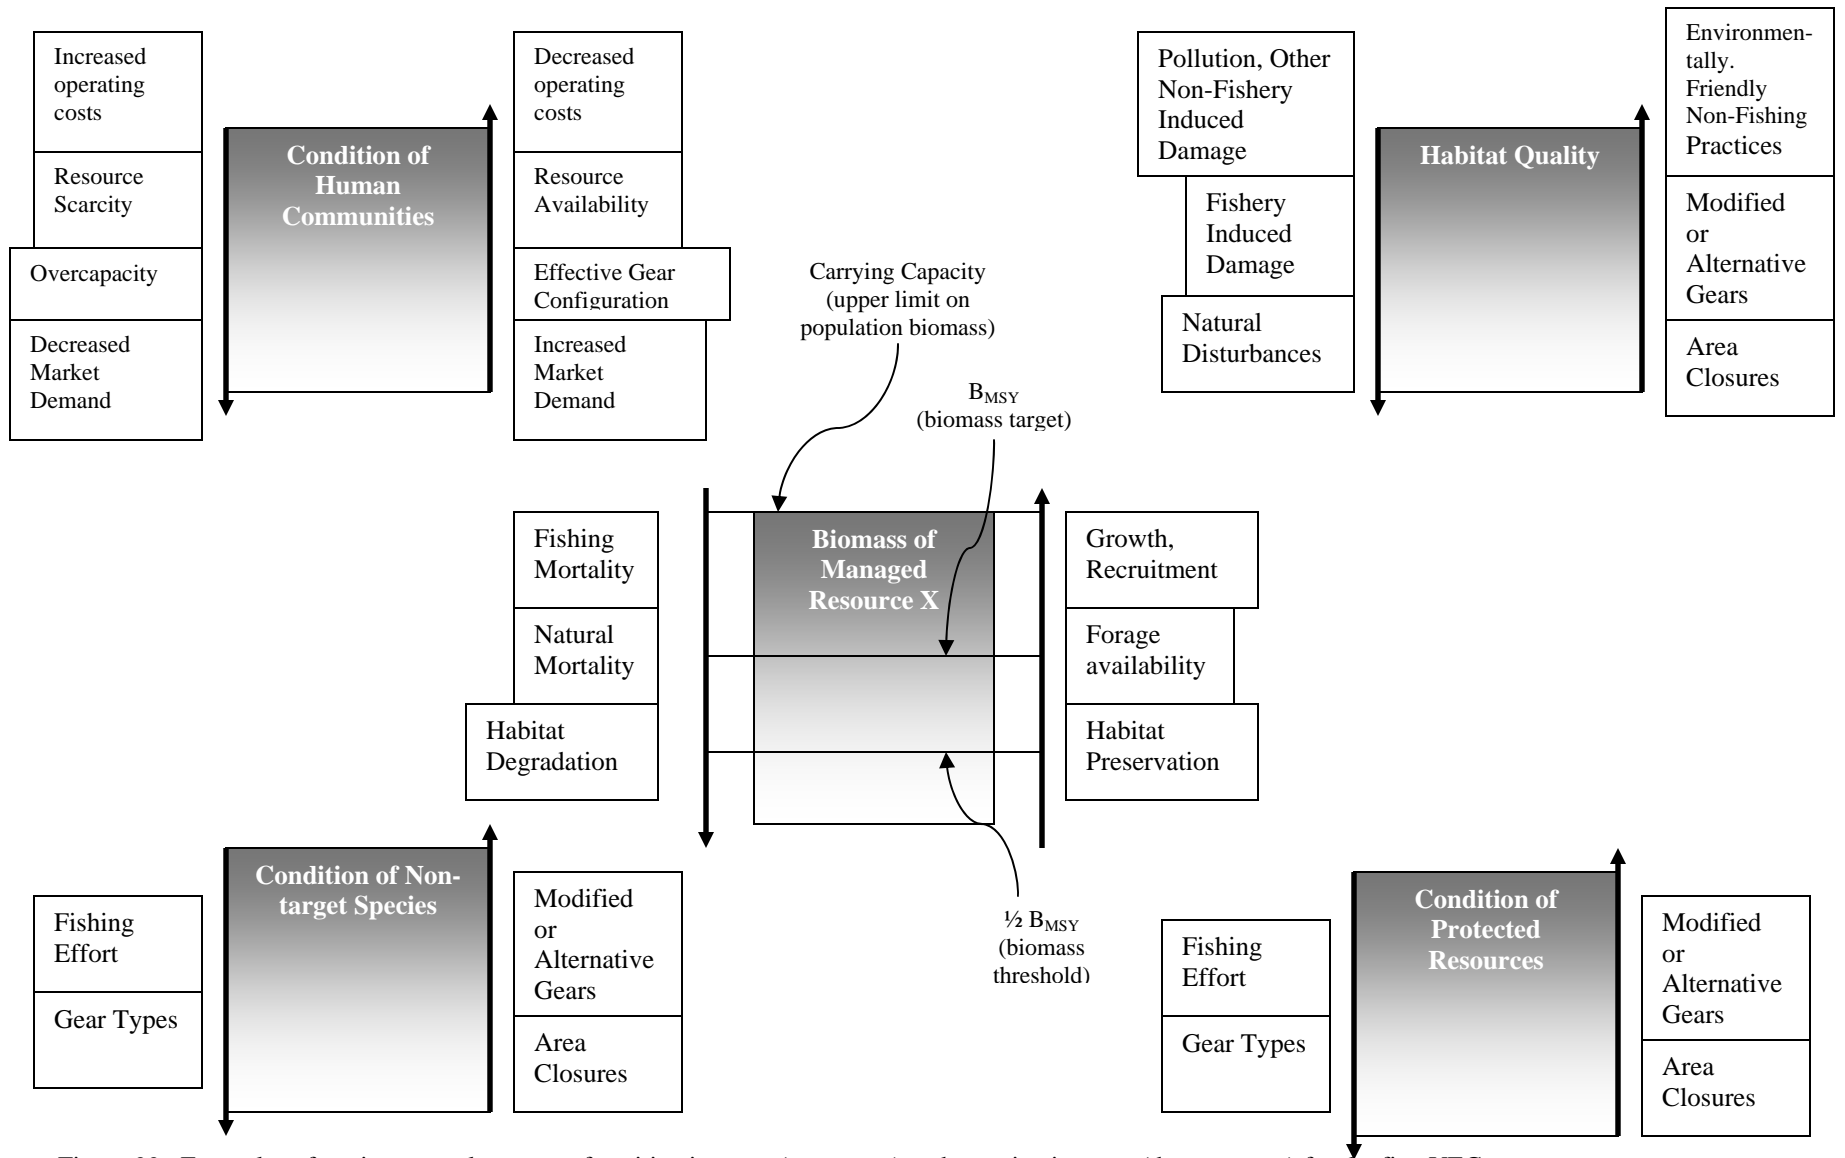 Increased
operating
costs
Resource
Scarcity
Overcapacity
Decreased
Market
Demand
Condition of
Human
Communities
Decreased
operating
costs
Resource
Availability
Effective Gear
Configuration
Increased
Market
Demand
Pollution, Other
Non-Fishery
Induced
Damage
Fishery
Induced
Damage
Natural
Disturbances
Habitat Quality
Environmen-
tally.
Friendly
Non-Fishing
Practices
Modified
or
Alternative
Gears
Area
Closures
Carrying Capacity
(upper limit on
population biomass)
BMSY
(biomass target)
Fishing
Mortality
Natural
Mortality
Habitat
Degradation
Biomass of
Managed
Resource X
Growth,
Recruitment
Forage
availability
Habitat
Preservation
½ BMSY
(biomass
threshold)
Fishing
Effort
Gear Types
Condition of Non-
target Species
Modified
or
Alternative
Gears
Area
Closures
Fishing
Effort
Gear Types
Condition of
Protected
Resources
Modified
or
Alternative
Gears
Area
Closures